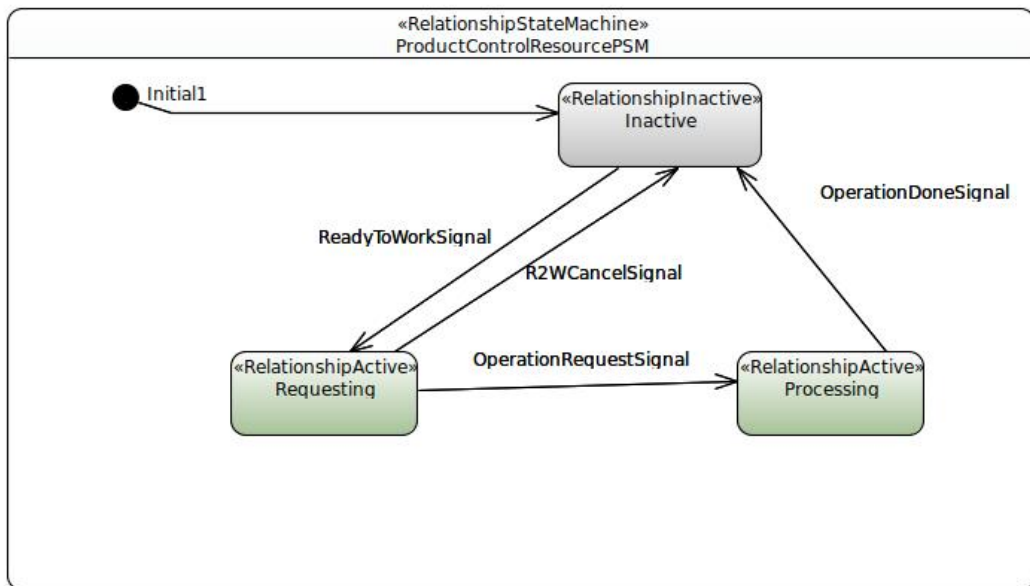 «RelationshipStateMachine»
ProductControlResourcePSM
Initial1
«RelationshipInactive»
Inactive
OperationDoneSignal
ReadyToWorkSignal
R2WCancelSignal
«RelationshipActive»
Requesting
OperationRequestSignal
«RelationshipActive»
Processing